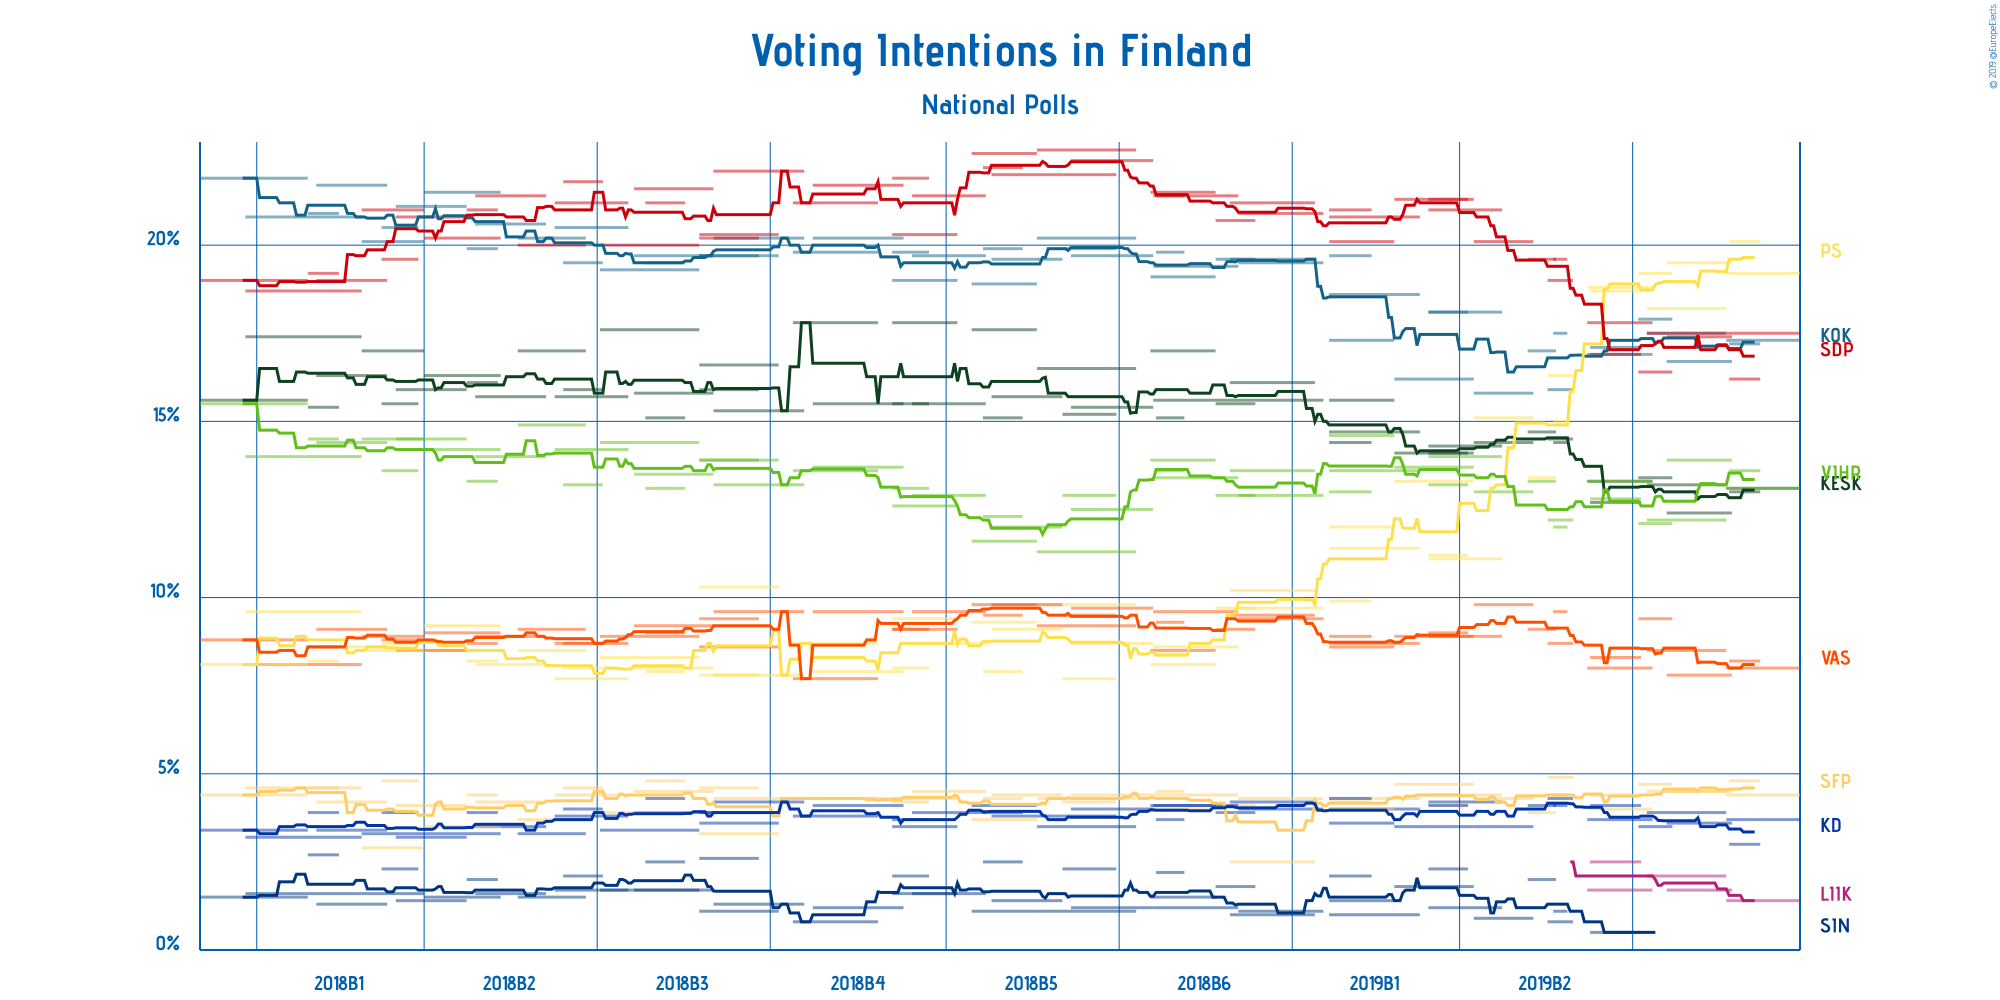 Voting Intentions in Finland
National Polls
© 2019 @EuropeElects
20%
15%
10%
5%
0%
PS
KOK
SDP
VIHR
KESK
VAS
SFP
KD
LIIK
SIN
2018B1
2018B2
2018B3
2018B4
2018B5
2018B6
2019B1
2019B2